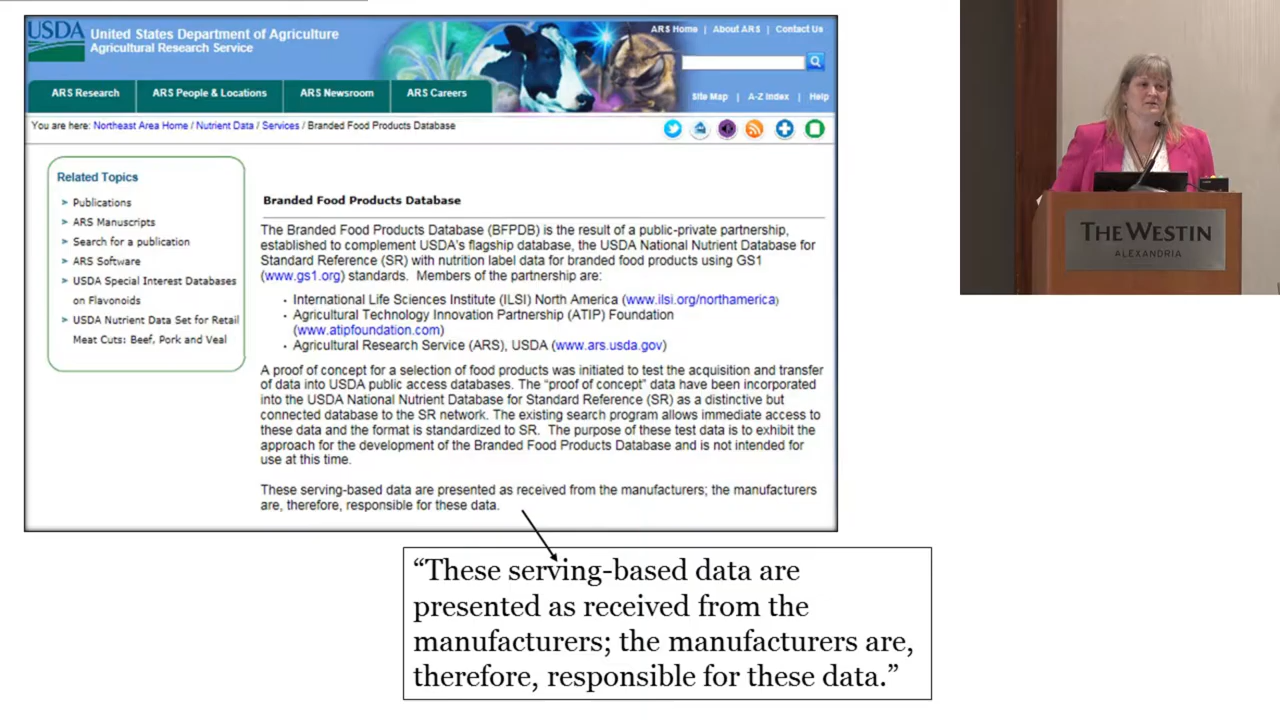 USDA
United States Department of Agriculture
Agricultural Research Service
ARS Home | About ARS | Contact Us
Site Map | A-Z Index | Help
ARS Research
ARS People & Locations
ARS Newsroom
ARS Careers
You are here: Northeast Area Home / Nutrient Data / Services / Branded Food Products Database
Related Topics
Publications
ARS Manuscripts
Search for a publication
ARS Software
USDA Special Interest Databases
on Flavonoids
USDA Nutrient Data Set for Retail
Meat Cuts: Beef, Pork and Veal
Branded Food Products Database
The Branded Food Products Database (BFPDB) is the result of a public-private partnership,
established to complement USDA's flagship database, the USDA National Nutrient Database for
Standard Reference (SR) with nutrition label data for branded food products using GS1
(www.gs1.org) standards. Members of the partnership are:
• International Life Sciences Institute (ILSI) North America (www.ilsi.org/northamerica)
• Agricultural Technology Innovation Partnership (ATIP) Foundation
(www.atipfoundation.com)
• Agricultural Research Service (ARS), USDA (www.ars.usda.gov)
A proof of concept for a selection of food products was initiated to test the acquisition and transfer
of data into USDA public access databases. The "proof of concept" data have been incorporated
into the USDA National Nutrient Database for Standard Reference (SR) as a distinctive but
connected database to the SR network. The existing search program allows immediate access to
these data and the format is standardized to SR. The purpose of these test data is to exhibit the
approach for the development of the Branded Food Products Database and is not intended for
use at this time.
These serving-based data are presented as received from the manufacturers; the manufacturers
are, therefore, responsible for these data.
“These serving-based data are
presented as received from the
manufacturers; the manufacturers are,
therefore, responsible for these data.”
THE WESTIN
ALEXANDRIA